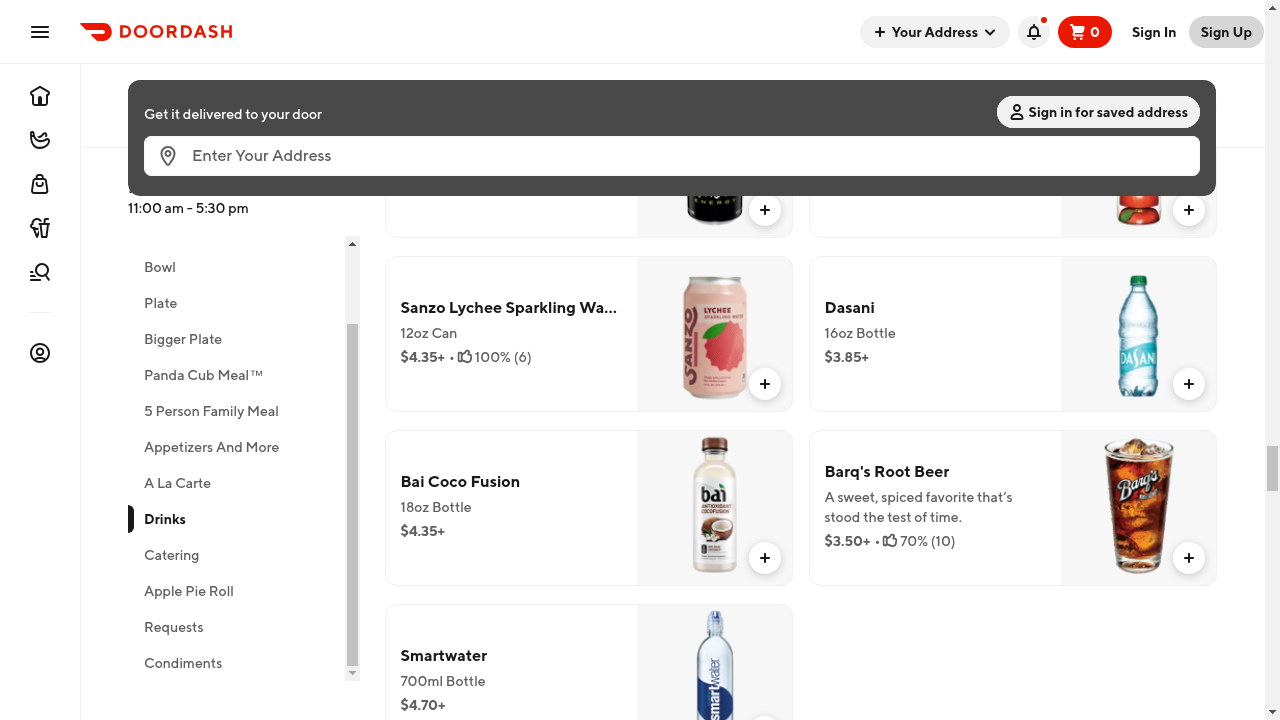 DOORDASH
Your Address
0
Sign In
Sign Up
Get it delivered to your door
Sign in for saved address
Enter Your Address
11:00 am - 5:30 pm
Bowl
Plate
Bigger Plate
Panda Cub Meal™
5 Person Family Meal
Appetizers And More
A La Carte
Drinks
Catering
Apple Pie Roll
Requests
Condiments
ENERGY
Sanzo Lychee Sparkling Wa...
12oz Can
$4.35+ • 100% (6)
LYCHEE
SPARKLING WATER
SANZO
Dasani
16oz Bottle
$3.85+
DASANI
Bai Coco Fusion
18oz Bottle
$4.35+
bai
ANTIOXIDANT
COCOFUSION
Barq's Root Beer
A sweet, spiced favorite that's
stood the test of time.
$3.50+ • 70% (10)
Barq's
Smartwater
700ml Bottle
$4.70+
smartwater